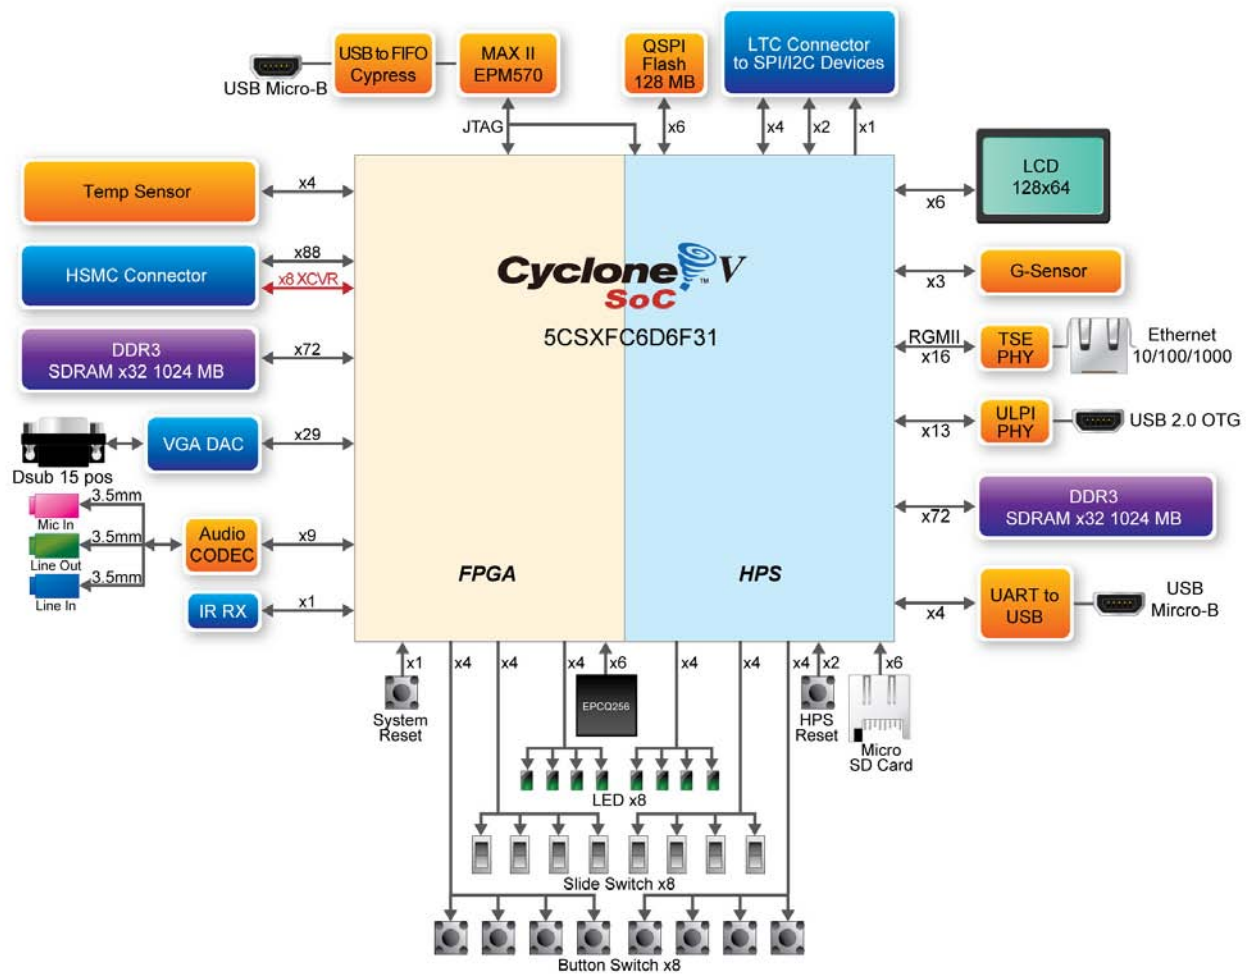 USB Micro-B
USB to FIFO
Cypress
MAX II
EPM570
QSPI
Flash
128 MB
LTC Connector
to SPI/I2C Devices
JTAG
x6
x4
x2
x1
Temp Sensor
x4
HSMC Connector
x88
x8 XCVR
DDR3
SDRAM x32 1024 MB
x72
Dsub 15 pos
VGA DAC
x29
3.5mm
Mic In
3.5mm
Line Out
3.5mm
Line In
Audio
CODEC
x9
IR RX
x1
Cyclone V
TM
SoC
5CSXFC6D6F31
FPGA
HPS
x6
LCD
128x64
x3
G-Sensor
RGMII
x16
TSE
PHY
Ethernet
10/100/1000
x13
ULPI
PHY
USB 2.0 OTG
x72
DDR3
SDRAM x32 1024 MB
x4
UART to
USB
USB
Mircro-B
x1
x4
x4
x4
x6
x4
x4
x4
x2
x6
System
Reset
EPCQ256
HPS
Reset
Micro
SD Card
LED x8
Slide Switch x8
Button Switch x8